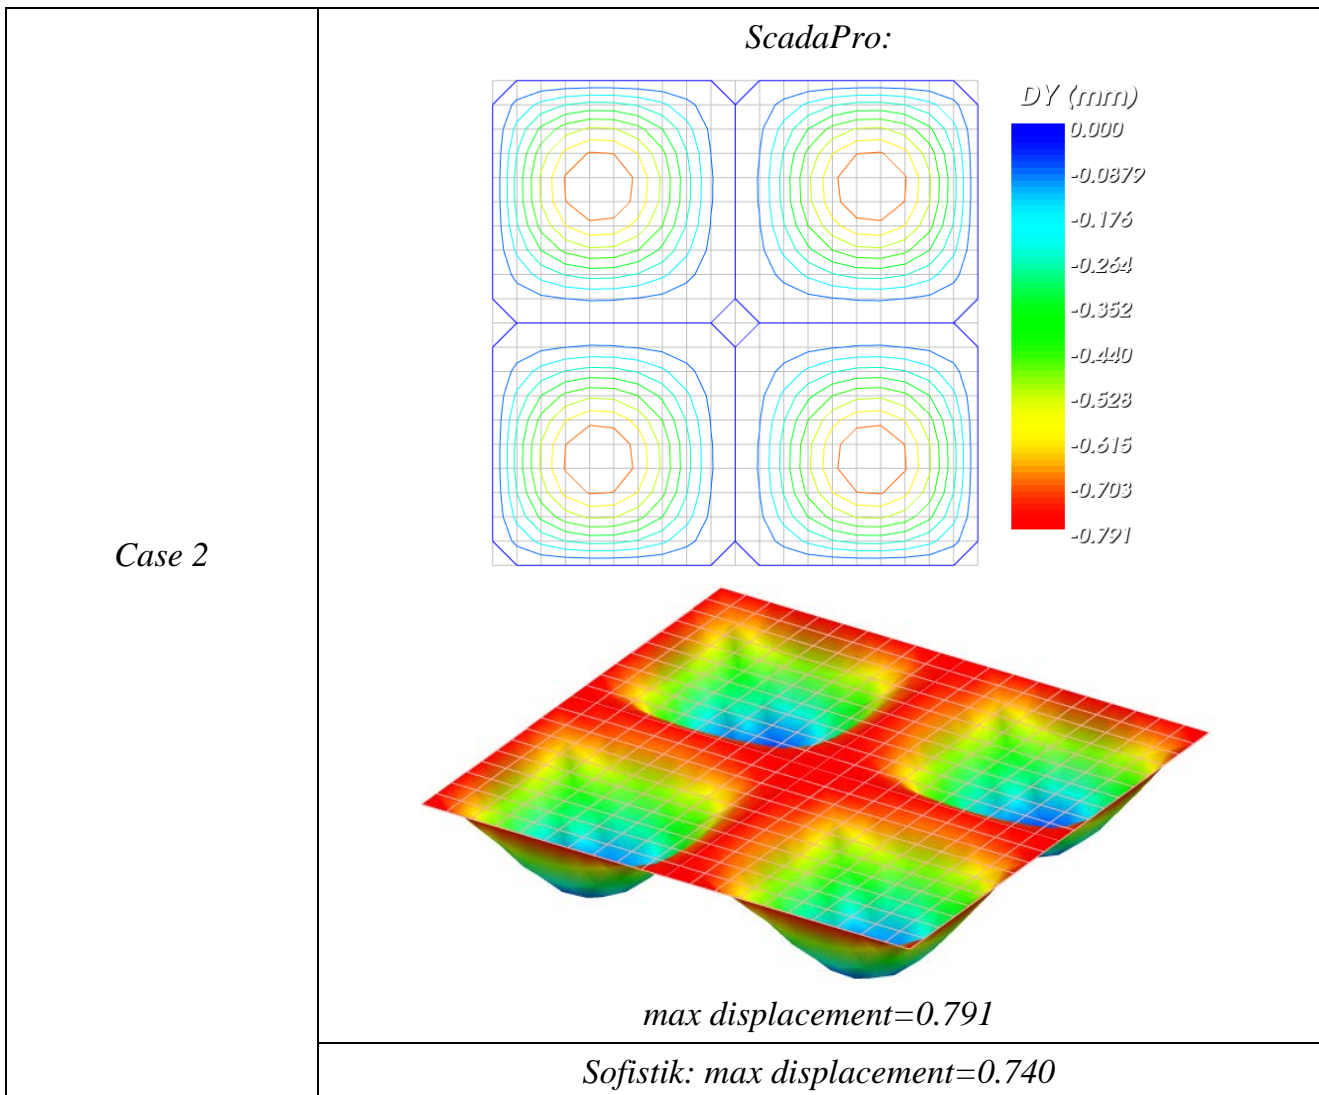 ScadaPro:
DY (mm)
0.000
-0.0879
-0.176
-0.264
-0.352
-0.440
-0.528
-0.615
-0.703
-0.791
Case 2
max displacement=0.791
Sofistik: max displacement=0.740